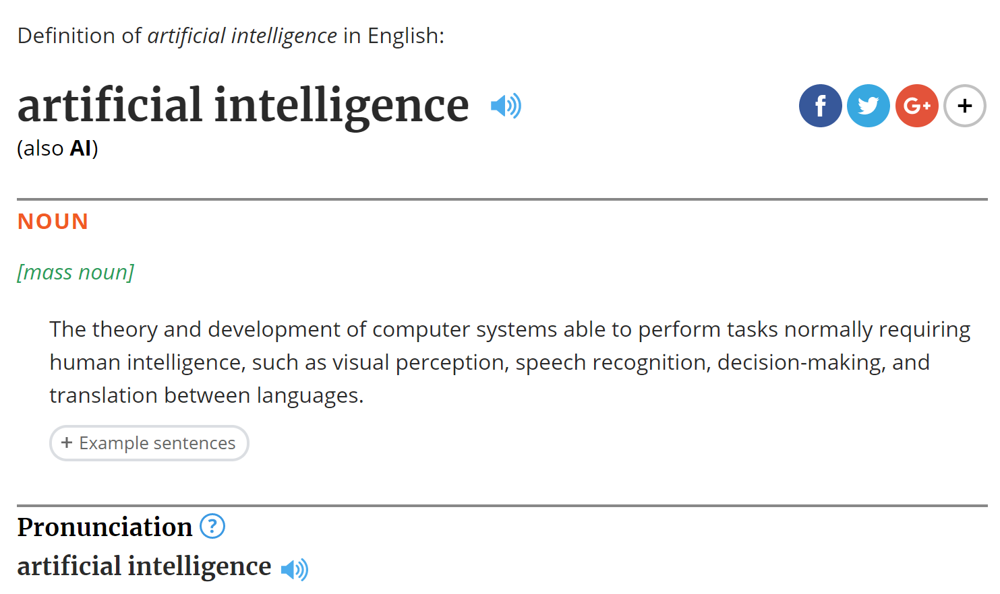 Definition of artificial intelligence in English:
artificial intelligence
(also AI)
f
G+
+
NOUN
[mass noun]
The theory and development of computer systems able to perform tasks normally requiring
human intelligence, such as visual perception, speech recognition, decision-making, and
translation between languages.
+ Example sentences
Pronunciation ?
artificial intelligence